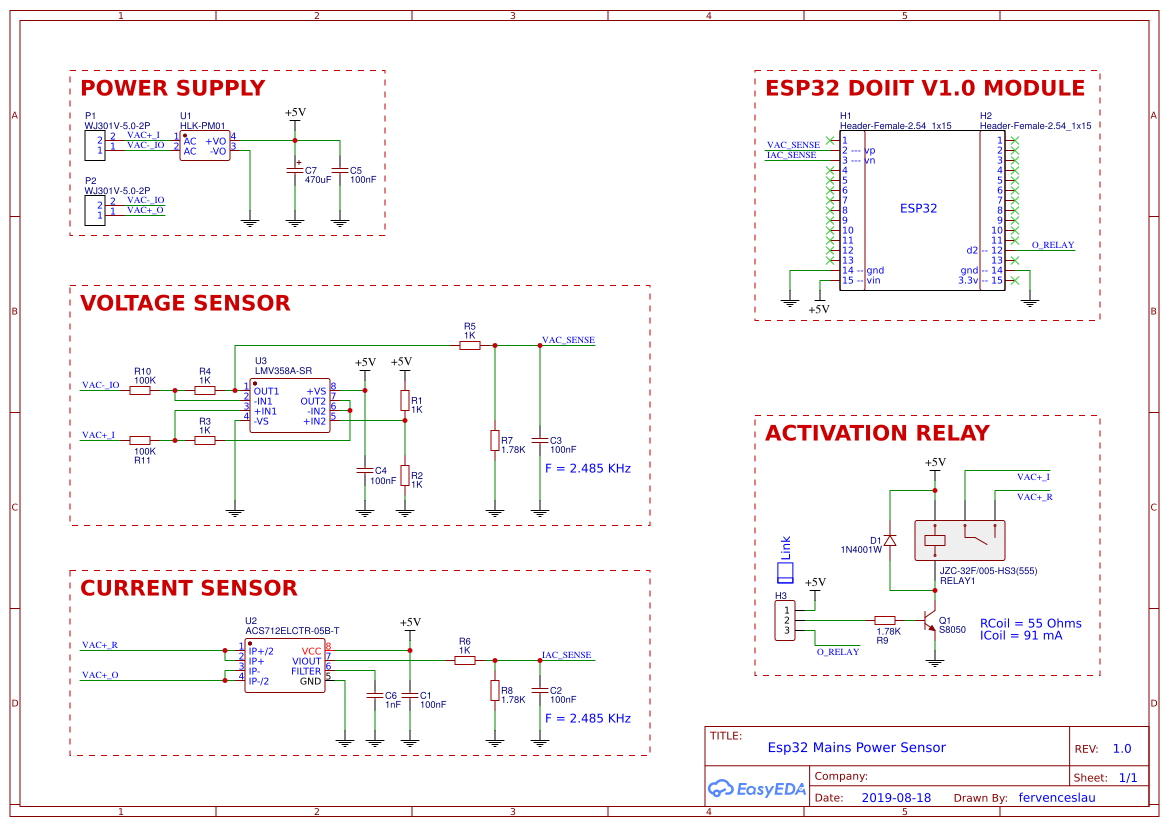 1 2 3 4 5
A
B
C
D
POWER SUPPLY
P1
WJ301V-5.0-2P
2 2 VAC+_I
1 1 VAC-_IO
U1
HLK-PM01
1 AC +VO 4
2 AC -VO 3
+5V
+
C7
470uF
C5
100nF
P2
WJ301V-5.0-2P
2 2 VAC-_IO
1 1 VAC+_O
ESP32 DOIIT V1.0 MODULE
H1
Header-Female-2.54_1x15
H2
Header-Female-2.54_1x15
VAC_SENSE
IAC_SENSE
1
2 --- vp
3 --- vn
4
5
6
7
8
9
10
11
12
13
14 -- gnd
15 -- vin
ESP32
1
2
3
4
5
6
7
8
9
10
11
d2 -- 12
13
gnd -- 14
3.3v -- 15
O_RELAY
+5V
VOLTAGE SENSOR
R5
1K
VAC_SENSE
U3
LMV358A-SR
+5V
+5V
VAC-_IO
R10
100K
R4
1K
1 OUT1 +VS 8
2 -IN1 OUT2 7
3 +IN1 -IN2 6
4 -VS +IN2 5
R1
1K
VAC+_I
100K
R11
R3
1K
C4
100nF
R2
1K
R7
1.78K
C3
100nF
F = 2.485 KHz
CURRENT SENSOR
U2
ACS712ELCTR-05B-T
+5V
VAC+_R
VAC+_O
1 IP+/2 VCC 8
2 IP+ VIOUT 7
3 IP- FILTER 6
4 IP-/2 GND 5
R6
1K
IAC_SENSE
C6
1nF
C1
100nF
R8
1.78K
C2
100nF
F = 2.485 KHz
ACTIVATION RELAY
+5V
VAC+_I
VAC+_R
D1
1N4001W
JZC-32F/005-HS3(555)
RELAY1
Link
H3
+5V
1
2
3
O_RELAY
1.78K
R9
Q1
S8050
RCoil = 55 Ohms
ICoil = 91 mA
TITLE:
Esp32 Mains Power Sensor
REV: 1.0
EasyEDA
Company:
Sheet: 1/1
Date: 2019-08-18 Drawn By: fervenceslau
A
B
C
D
1 2 3 4 5